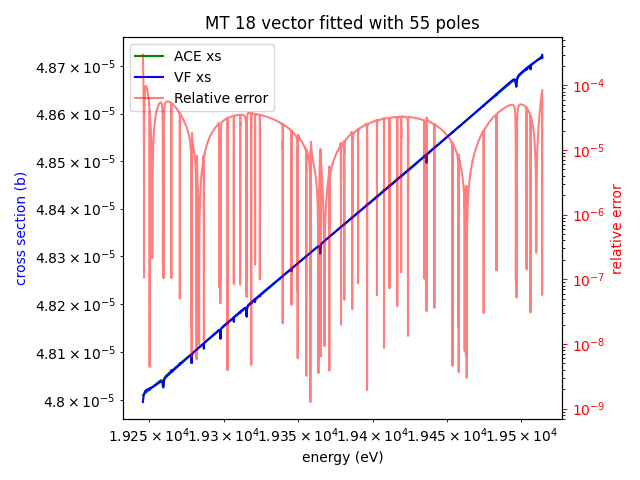 MT 18 vector fitted with 55 poles
ACE xs
VF xs
Relative error
4.87 × 10⁻⁵
4.86 × 10⁻⁵
4.85 × 10⁻⁵
4.84 × 10⁻⁵
4.83 × 10⁻⁵
4.82 × 10⁻⁵
4.81 × 10⁻⁵
4.8 × 10⁻⁵
cross section (b)
10⁻⁴
10⁻⁵
10⁻⁶
10⁻⁷
10⁻⁸
10⁻⁹
relative error
1.925 × 10⁴ 1.93 × 10⁴ 1.935 × 10⁴ 1.94 × 10⁴ 1.945 × 10⁴ 1.95 × 10⁴
energy (eV)